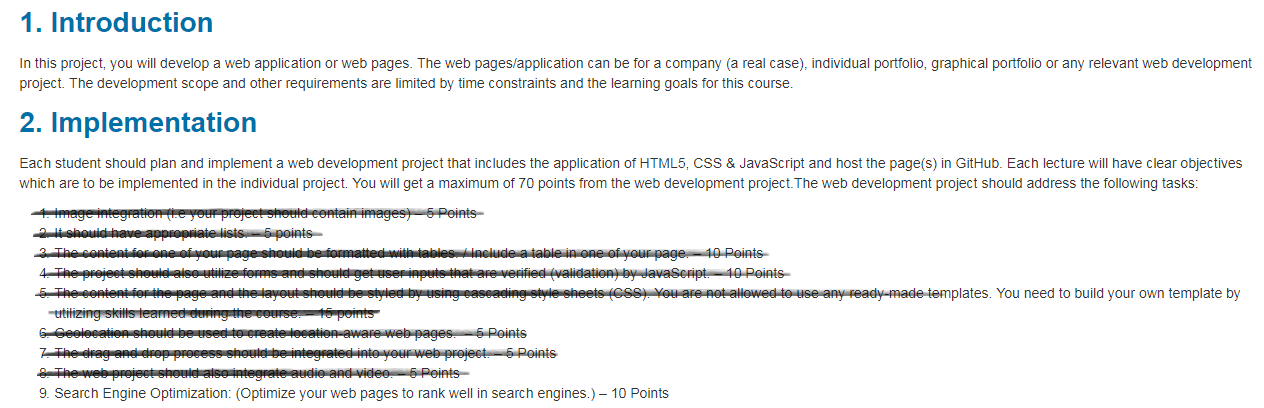 1. Introduction
In this project, you will develop a web application or web pages. The web pages/application can be for a company (a real case), individual portfolio, graphical portfolio or any relevant web development
project. The development scope and other requirements are limited by time constraints and the learning goals for this course.
2. Implementation
Each student should plan and implement a web development project that includes the application of HTML5, CSS & JavaScript and host the page(s) in GitHub. Each lecture will have clear objectives
which are to be implemented in the individual project. You will get a maximum of 70 points from the web development project.The web development project should address the following tasks:
1. Image integration (i.e your project should contain images) – 5 Points
2. It should have appropriate lists. – 5 points
3. The content for one of your page should be formatted with tables. / Include a table in one of your page. – 10 Points
4. The project should also utilize forms and should get user inputs that are verified (validation) by JavaScript. – 10 Points
5. The content for the page and the layout should be styled by using cascading style sheets (CSS). You are not allowed to use any ready-made templates. You need to build your own template by
utilizing skills learned during the course. – 15 points
6. Geolocation should be used to create location-aware web pages. – 5 Points
7. The drag and drop process should be integrated into your web project. – 5 Points
8. The web project should also integrate audio and video. – 5 Points
9. Search Engine Optimization: (Optimize your web pages to rank well in search engines.) – 10 Points